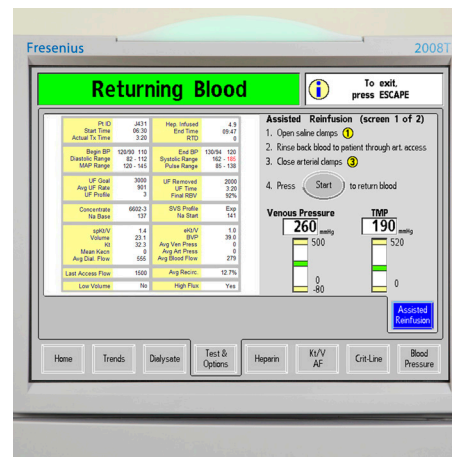 Fresenius
2008T
Returning Blood
i
To exit,
press ESCAPE
Pt ID J431 Hep. Infused 4.9
Start Time 06:30 End Time 09:47
Actual Tx Time 3:20 RTD 0
Begin BP 120/90 110 End BP 130/94 120
Diastolic Range 82 - 112 Systolic Range 162 - 185
MAP Range 120 - 145 Pulse Range 85 - 138
UF Goal 3000 UF Removed 2000
Avg UF Rate 901 UF Time 3:20
UF Profile 3 Final RBV 92%
Concentrate 6602-3 SVS Profile Exp
Na Base 137 Na Start 141
spKt/V 1.4 eKt/V 1.0
Volume 23.1 BVP 39.0
Kt 32.3 Avg Ven Press 0
Mean Kecn 0 Avg Art Press 0
Avg Dial. Flow 555 Avg Blood Flow 279
Last Access Flow 1500 Avg Recirc. 12.7%
Low Volume No High Flux Yes
Assisted Reinfusion (screen 1 of 2)
1. Open saline clamps 1
2. Rinse back blood to patient through art. access
3. Close arterial clamps 3
4. Press Start to return blood
Venous Pressure TMP
260 mmHg 190 mmHg
500 520
0 0
-80
Assisted
Reinfusion
Home
Trends
Dialysate
Test &
Options
Heparin
Kt/V
AF
Crit-Line
Blood
Pressure